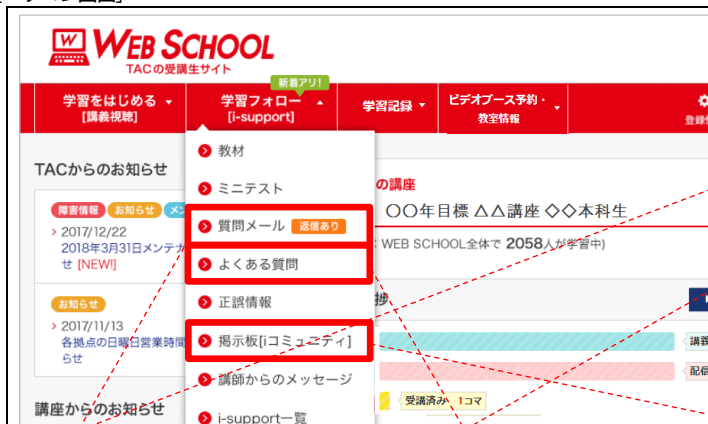 WEB SCHOOL
TACの受講生サイト
新着アリ!
学習をはじめる ▼
[講義視聴]
学習フォロー ▲
[i-support]
学習記録 ▼
ビデオブース予約・ ▼
教室情報
TACからのお知らせ
障害情報 お知らせ
2017/12/22
2018年3月31日メンテナ
せ [NEW!]
お知らせ
2017/11/13
各拠点の日曜日営業時間
らせ
講座からのお知らせ
教材
ミニテスト
質問メール 返信あり
よくある質問
正誤情報
掲示板[iコミュニティ]
講師からのメッセージ
i-support一覧
の講座
〇〇年目標 △△講座 ◇◇本科生
WEB SCHOOL全体で 2058人が学習中)
捗
講義
配信
受講済み 1コマ